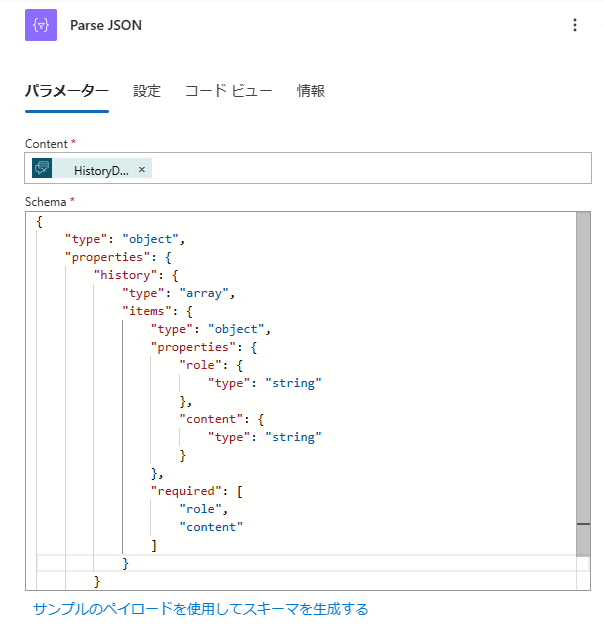 Parse JSON
パラメーター 設定 コード ビュー 情報
Content *
HistoryD... ×
Schema *
{
    "type": "object",
    "properties": {
        "history": {
            "type": "array",
            "items": {
                "type": "object",
                "properties": {
                    "role": {
                        "type": "string"
                    },
                    "content": {
                        "type": "string"
                    }
                },
                "required": [
                    "role",
                    "content"
                ]
            }
        }
サンプルのペイロードを使用してスキーマを生成する